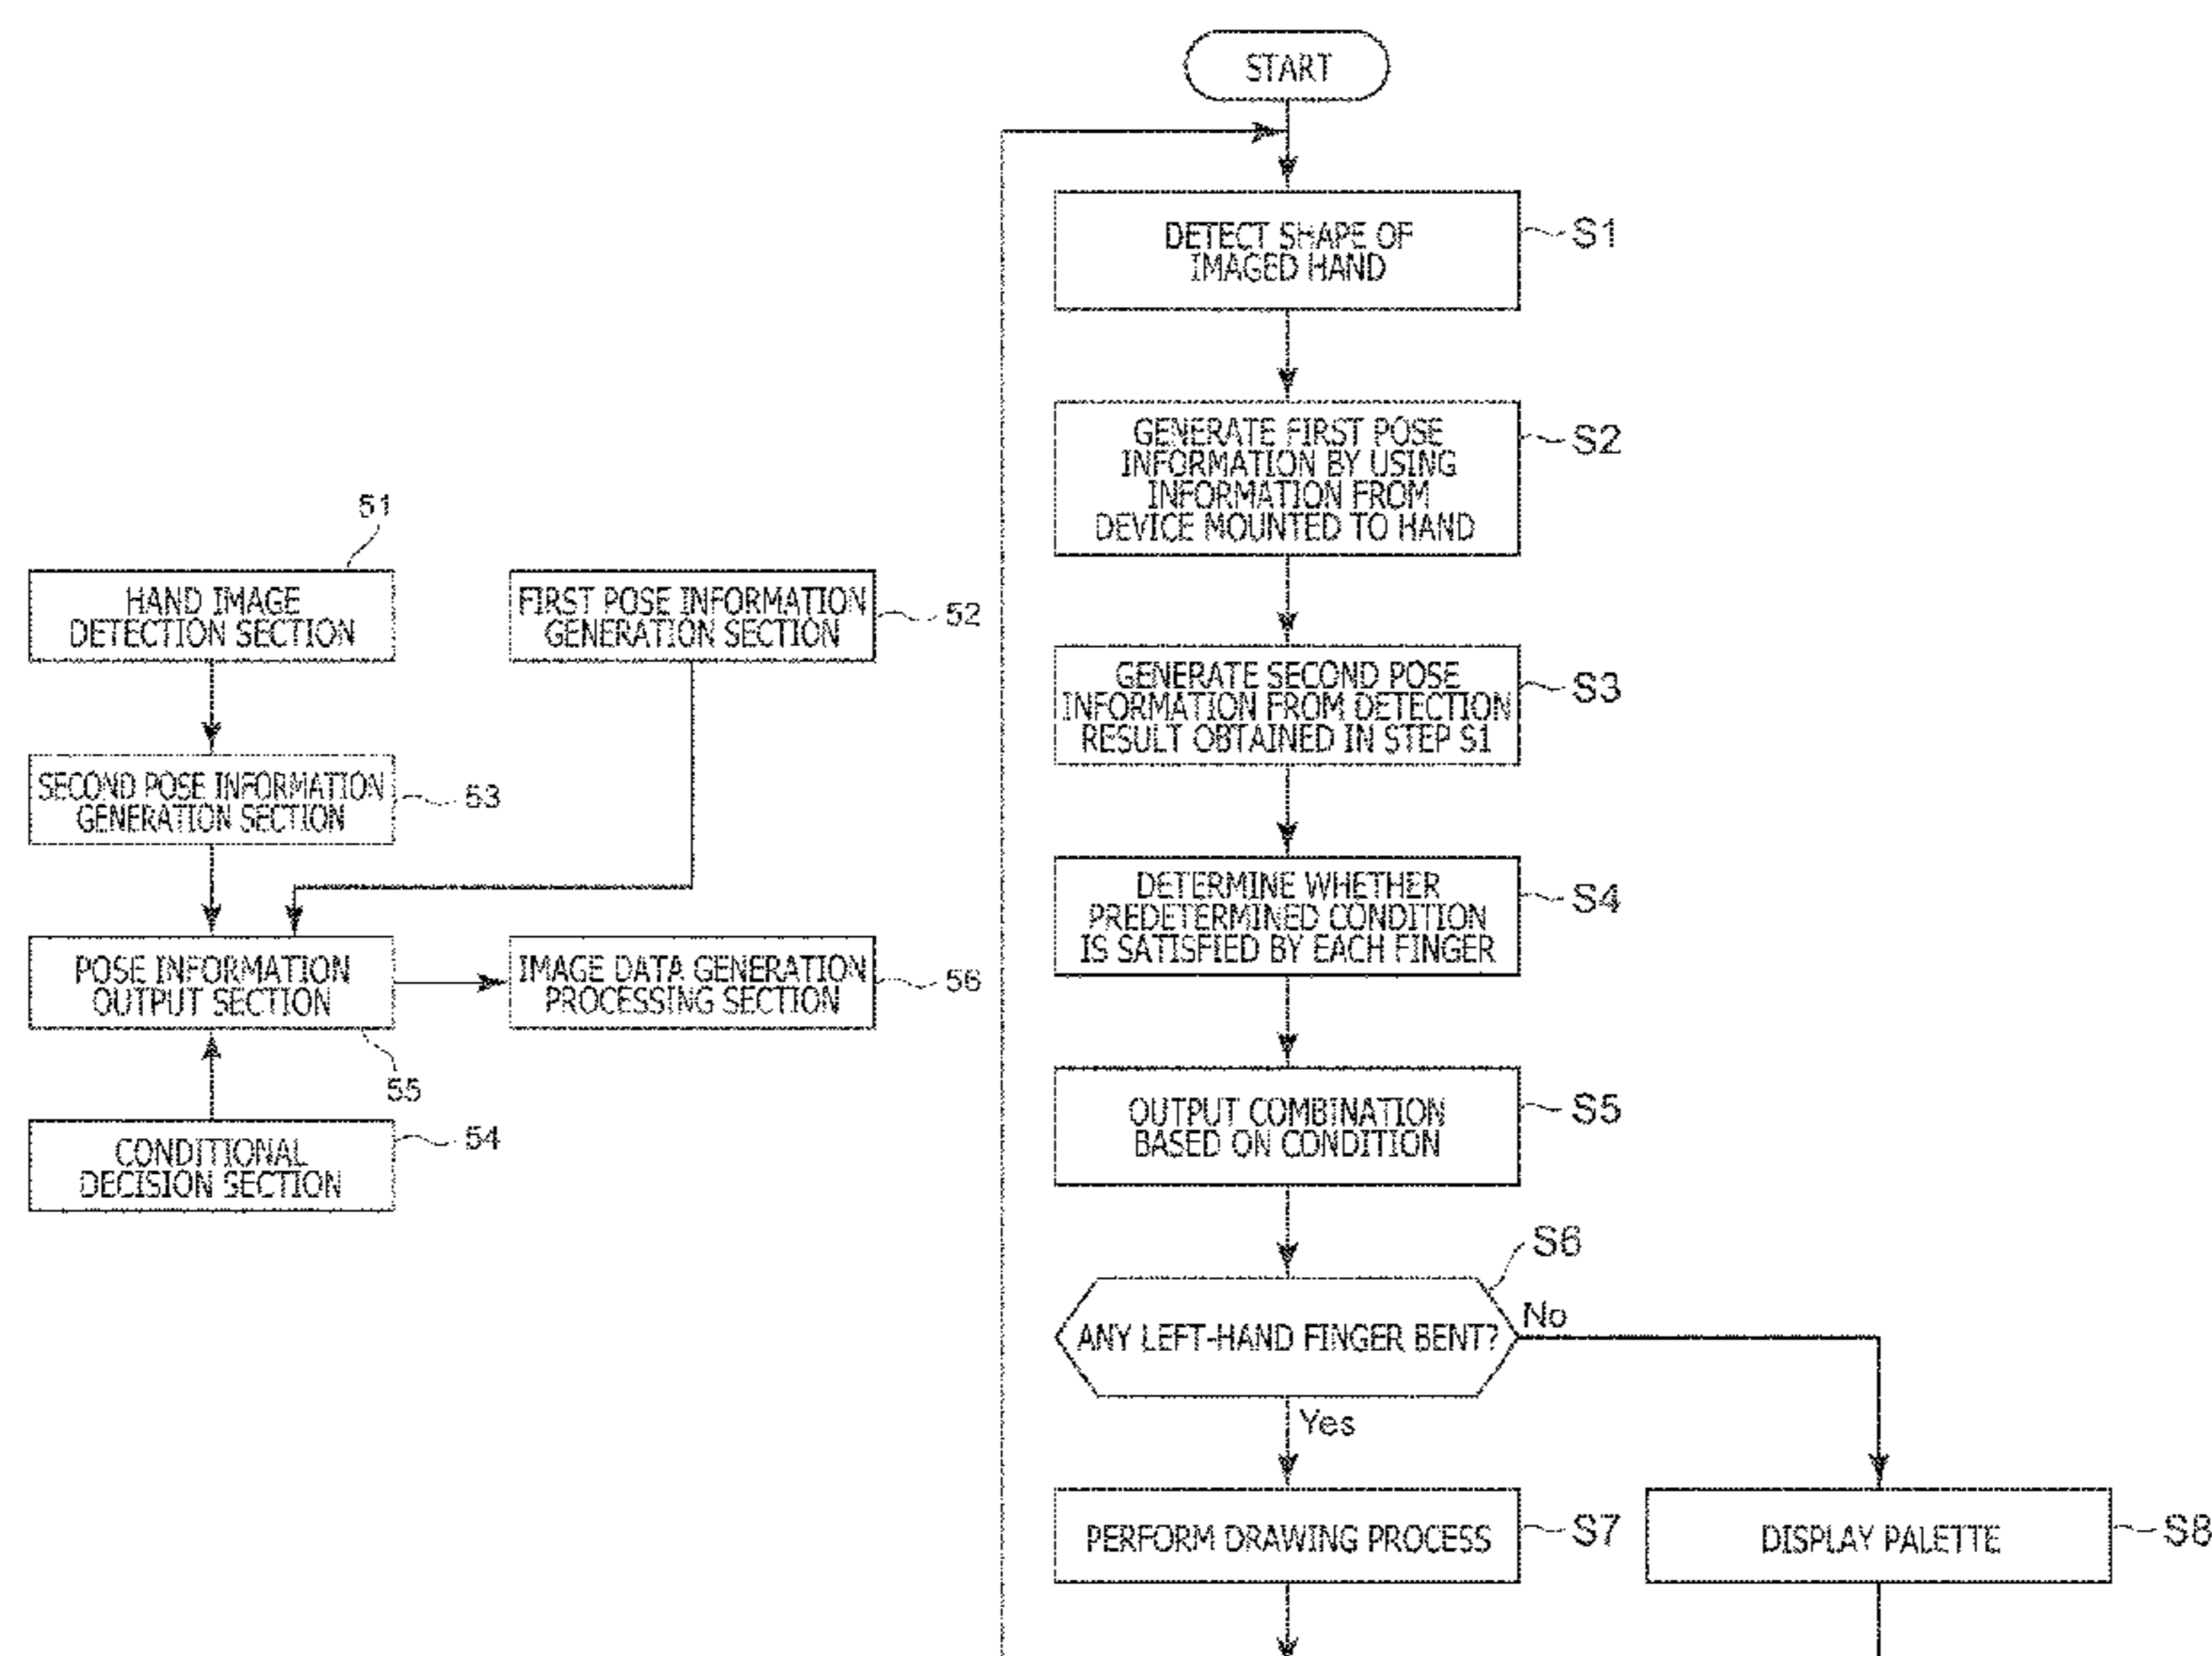 51
HAND IMAGE
DETECTION SECTION
FIRST POSE INFORMATION
GENERATION SECTION
52
SECOND POSE INFORMATION
GENERATION SECTION
53
POSE INFORMATION
OUTPUT SECTION
55
IMAGE DATA GENERATION
PROCESSING SECTION
56
CONDITIONAL
DECISION SECTION
54
START
DETECT SHAPE OF
IMAGED HAND
S1
GENERATE FIRST POSE
INFORMATION BY USING
INFORMATION FROM
DEVICE MOUNTED TO HAND
S2
GENERATE SECOND POSE
INFORMATION FROM DETECTION
RESULT OBTAINED IN STEP S1
S3
DETERMINE WHETHER
PREDETERMINED CONDITION
IS SATISFIED BY EACH FINGER
S4
OUTPUT COMBINATION
BASED ON CONDITION
S5
S6
ANY LEFT-HAND FINGER BENT?
No
Yes
PERFORM DRAWING PROCESS
S7
DISPLAY PALETTE
S8